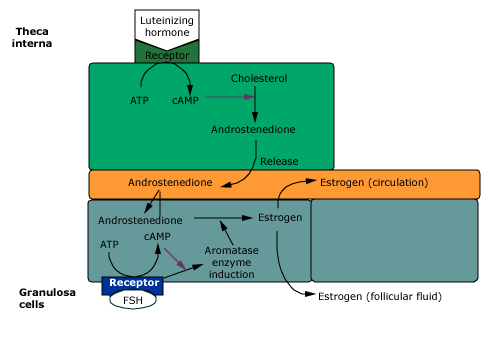 Luteinizing
hormone
Theca
interna
Receptor
Cholesterol
ATP
cAMP
Androstenedione
Release
Androstenedione
Estrogen (circulation)
Androstenedione
Estrogen
cAMP
ATP
Aromatase
enzyme
induction
Receptor
Granulosa
cells
FSH
Estrogen (follicular fluid)